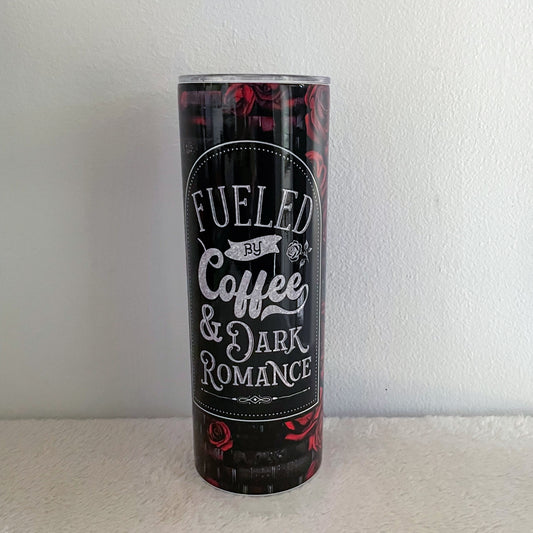 FUELED
BY
Coffee
& DARK
ROMANCE